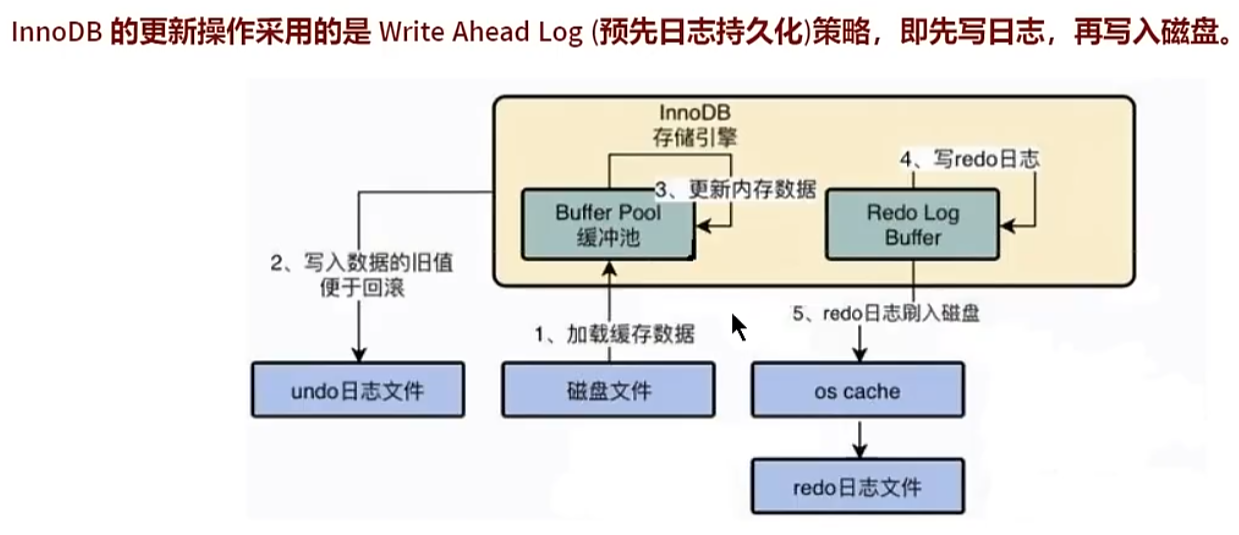 InnoDB 的更新操作采用的是 Write Ahead Log (预先日志持久化)策略，即先写日志，再写入磁盘。
InnoDB
存储引擎
4、写redo日志
3、更新内存数据
Buffer Pool
缓冲池
Redo Log
Buffer
2、写入数据的旧值
便于回滚
5、redo日志刷入磁盘
1、加载缓存数据
undo日志文件
磁盘文件
os cache
redo日志文件